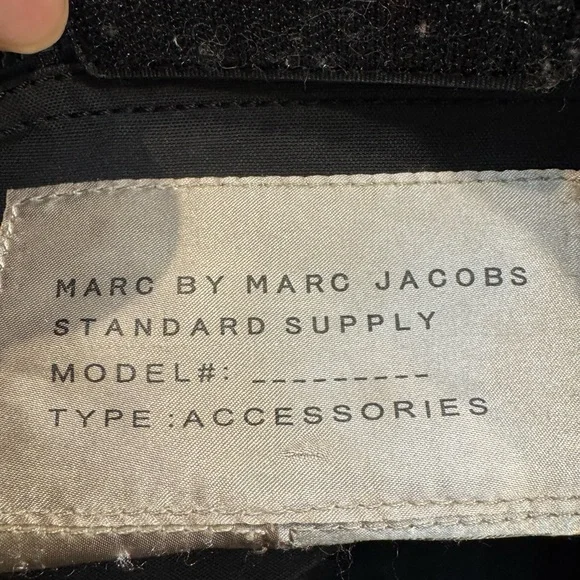 MARC BY MARC JACOBS
STANDARD SUPPLY
MODEL#: _________
TYPE :ACCESSORIES